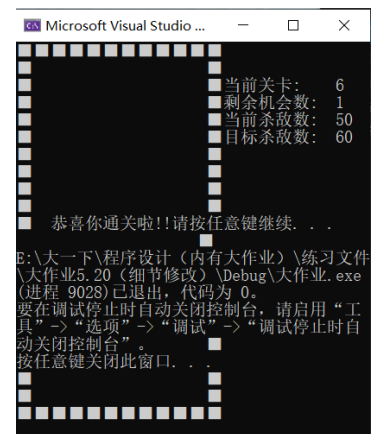 Microsoft Visual Studio ...
当前关卡: 6
剩余机会数: 1
当前杀敌数: 50
目标杀敌数: 60
恭喜你通关啦!!请按任意键继续. . .
E:\大一下\程序设计（内有大作业）\练习文件
\大作业5.20（细节修改）\Debug\大作业.exe
(进程 9028)已退出，代码为 0。
要在调试停止时自动关闭控制台，请启用“工
具”->“选项”->“调试”->“调试停止时自
动关闭控制台”。
按任意键关闭此窗口. . .